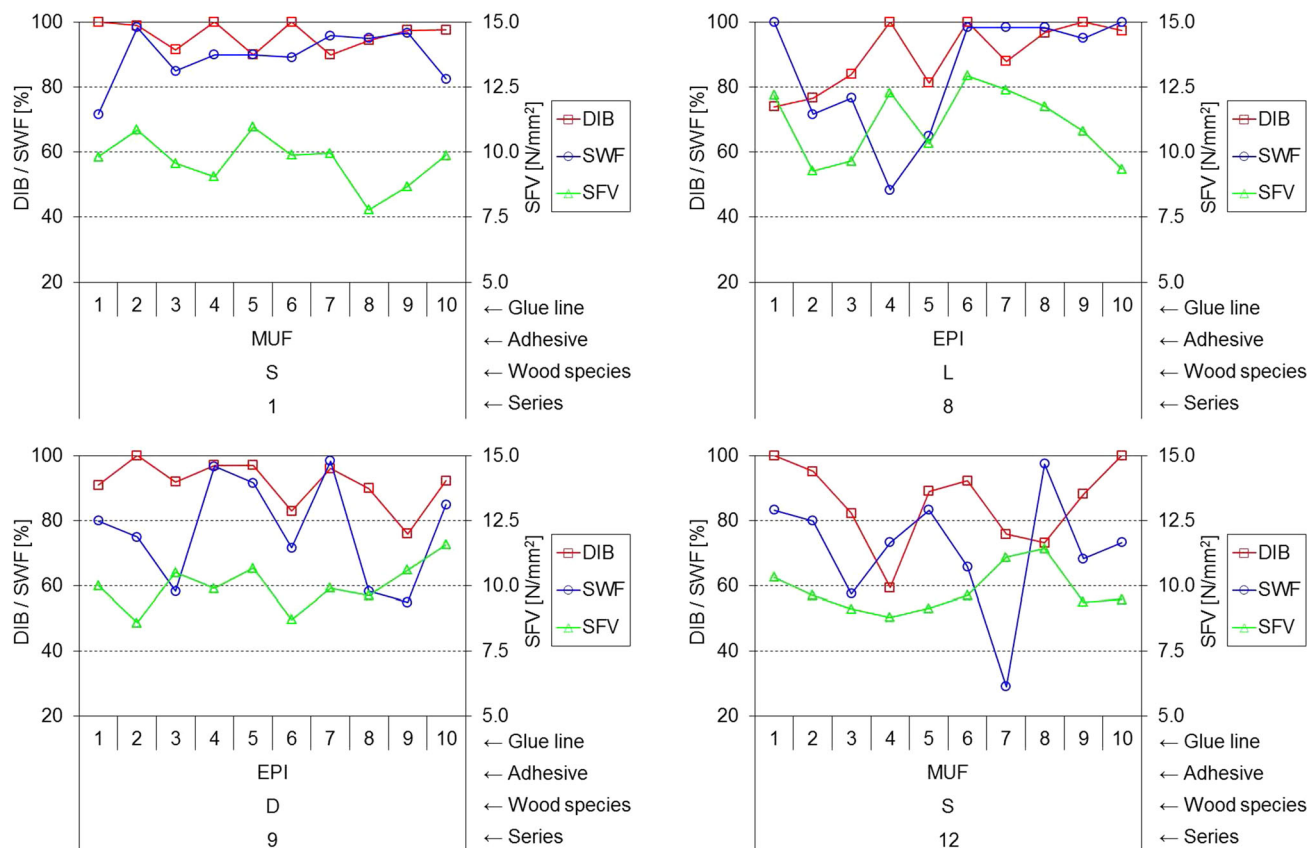 DIB / SWF [%]
100
80
60
40
20
15.0
12.5
10.0
7.5
5.0
SFV [N/mm²]
DIB
SWF
SFV
1 2 3 4 5 6 7 8 9 10 ← Glue line
MUF ← Adhesive
S ← Wood species
1 ← Series
DIB / SWF [%]
100
80
60
40
20
15.0
12.5
10.0
7.5
5.0
SFV [N/mm²]
DIB
SWF
SFV
1 2 3 4 5 6 7 8 9 10 ← Glue line
EPI ← Adhesive
L ← Wood species
8 ← Series
DIB / SWF [%]
100
80
60
40
20
15.0
12.5
10.0
7.5
5.0
SFV [N/mm²]
DIB
SWF
SFV
1 2 3 4 5 6 7 8 9 10 ← Glue line
EPI ← Adhesive
D ← Wood species
9 ← Series
DIB / SWF [%]
100
80
60
40
20
15.0
12.5
10.0
7.5
5.0
SFV [N/mm²]
DIB
SWF
SFV
1 2 3 4 5 6 7 8 9 10 ← Glue line
MUF ← Adhesive
S ← Wood species
12 ← Series